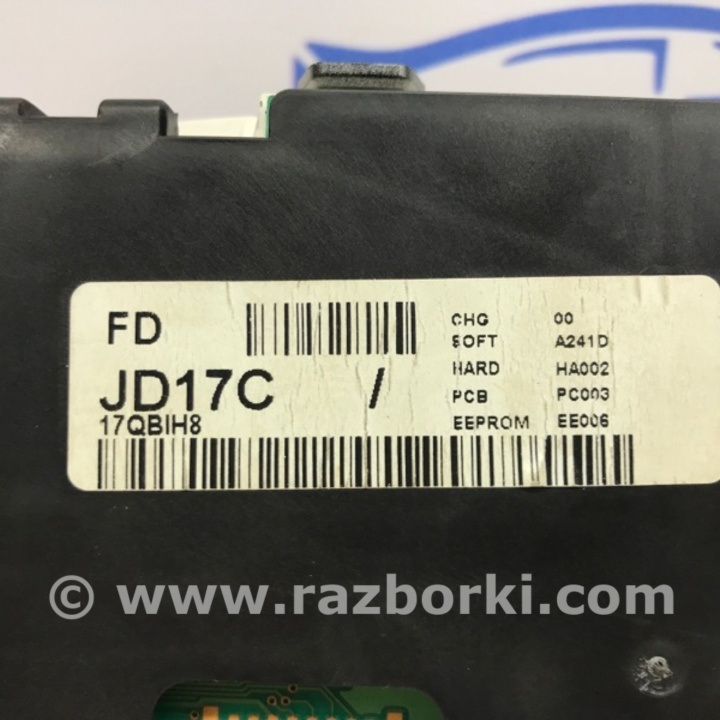 FD
CHG 00
SOFT A241D
HARD HA002
JD17C /
PCB PC003
17QBIH8
EEPROM EE006
© www.razborki.com